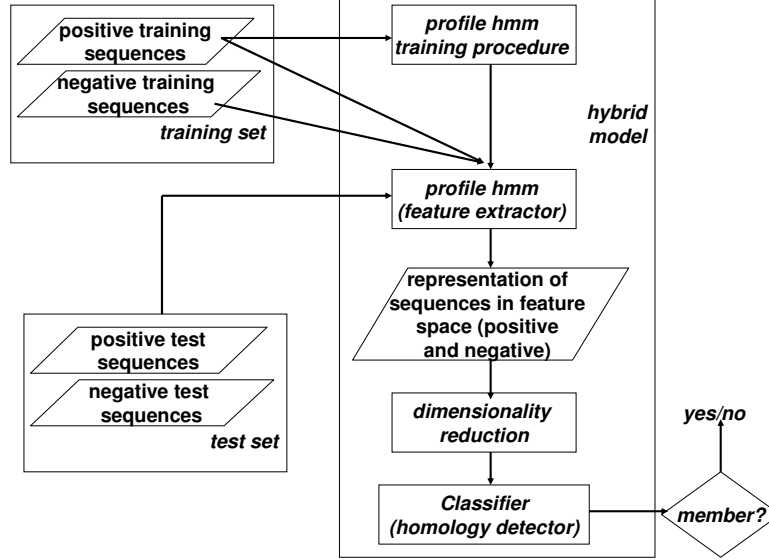 positive training
sequences
negative training
sequences
training set
profile hmm
training procedure
hybrid
model
profile hmm
(feature extractor)
representation of
sequences in feature
space (positive
and negative)
positive test
sequences
negative test
sequences
test set
dimensionality
reduction
Classifier
(homology detector)
yes/no
member?